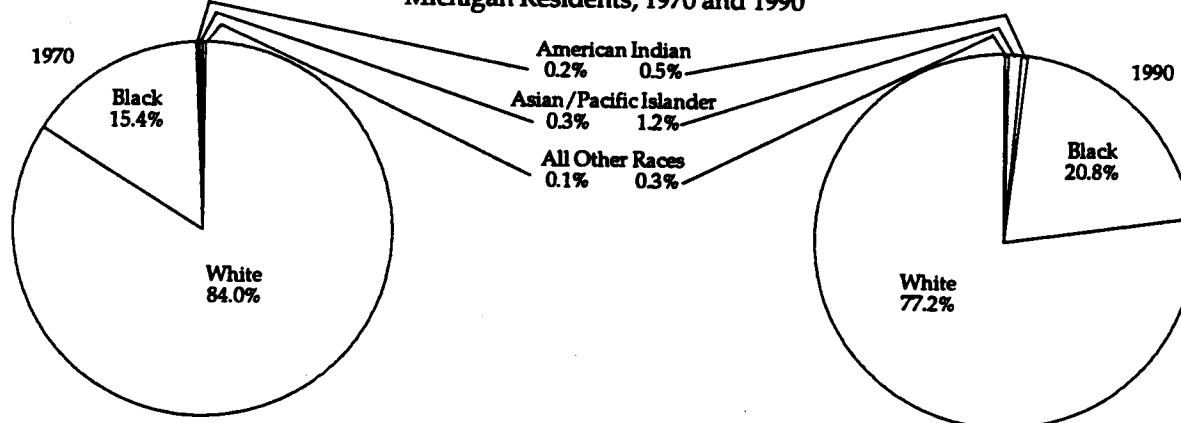 Michigan Residents, 1970 and 1990
1970
1990
American Indian
0.2% 0.5%
Asian/Pacific Islander
0.3% 1.2%
All Other Races
0.1% 0.3%
Black
15.4%
White
84.0%
Black
20.8%
White
77.2%